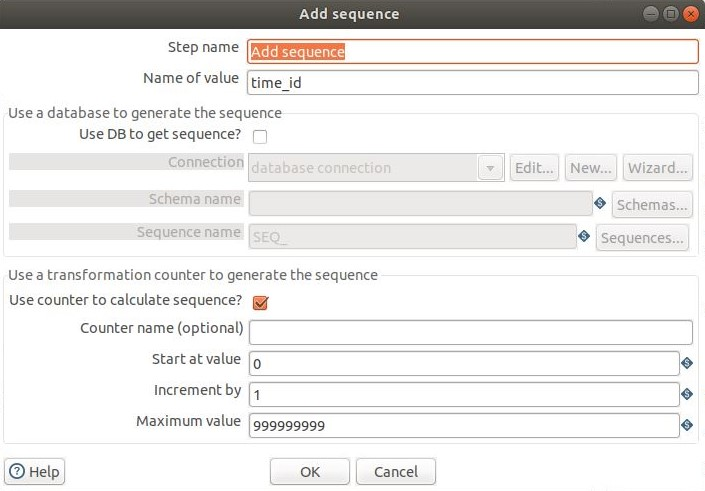 Add sequence
Step name Add sequence
Name of value time_id
Use a database to generate the sequence
Use DB to get sequence?
Connection database connection Edit... New... Wizard...
Schema name Schemas...
Sequence name SEQ_ Sequences...
Use a transformation counter to generate the sequence
Use counter to calculate sequence?
Counter name (optional)
Start at value 0
Increment by 1
Maximum value 999999999
Help OK Cancel